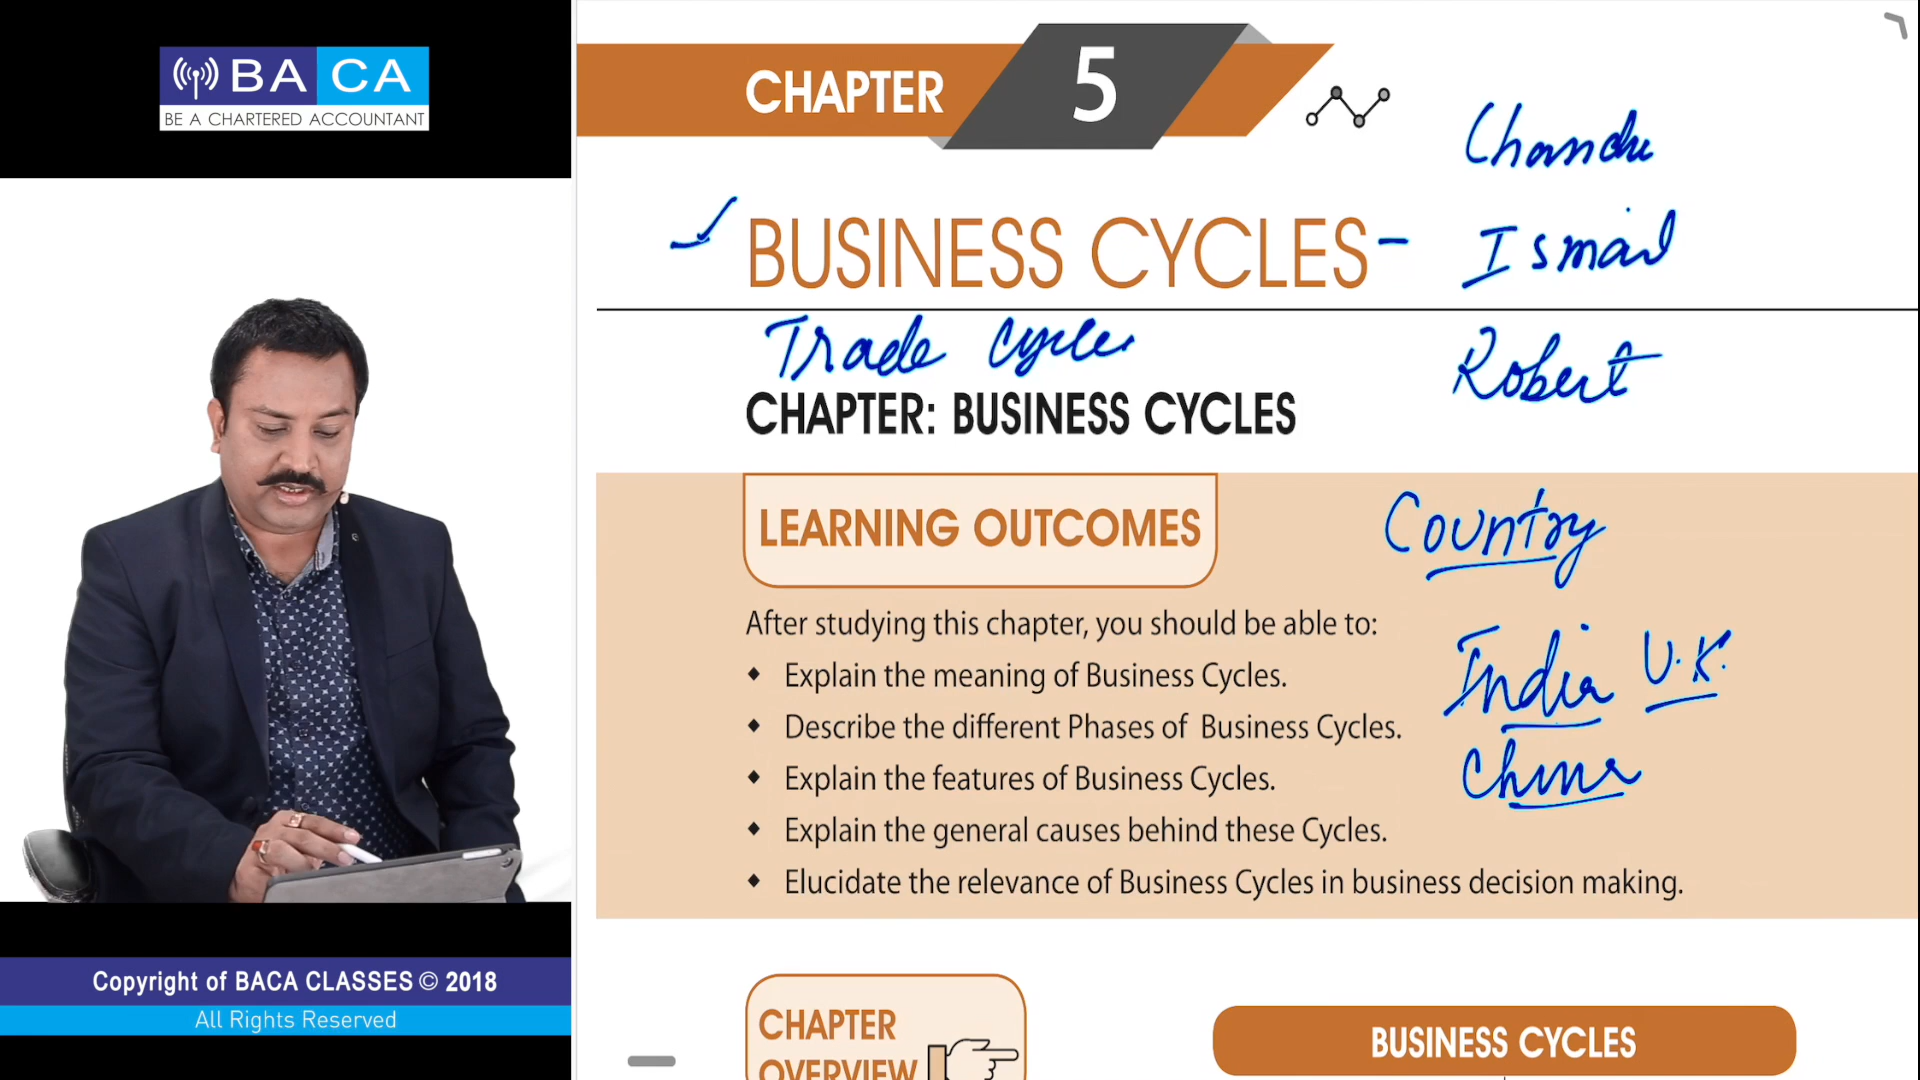 BA CA
BE A CHARTERED ACCOUNTANT
CHAPTER 5
Chandu
BUSINESS CYCLES -
Ismail
Trade Cycle
Robert
CHAPTER: BUSINESS CYCLES
LEARNING OUTCOMES
Country
After studying this chapter, you should be able to:
Explain the meaning of Business Cycles.
India U.K.
Describe the different Phases of Business Cycles.
China
Explain the features of Business Cycles.
Explain the general causes behind these Cycles.
Elucidate the relevance of Business Cycles in business decision making.
Copyright of BACA CLASSES © 2018
All Rights Reserved
CHAPTER
OVERVIEW
BUSINESS CYCLES